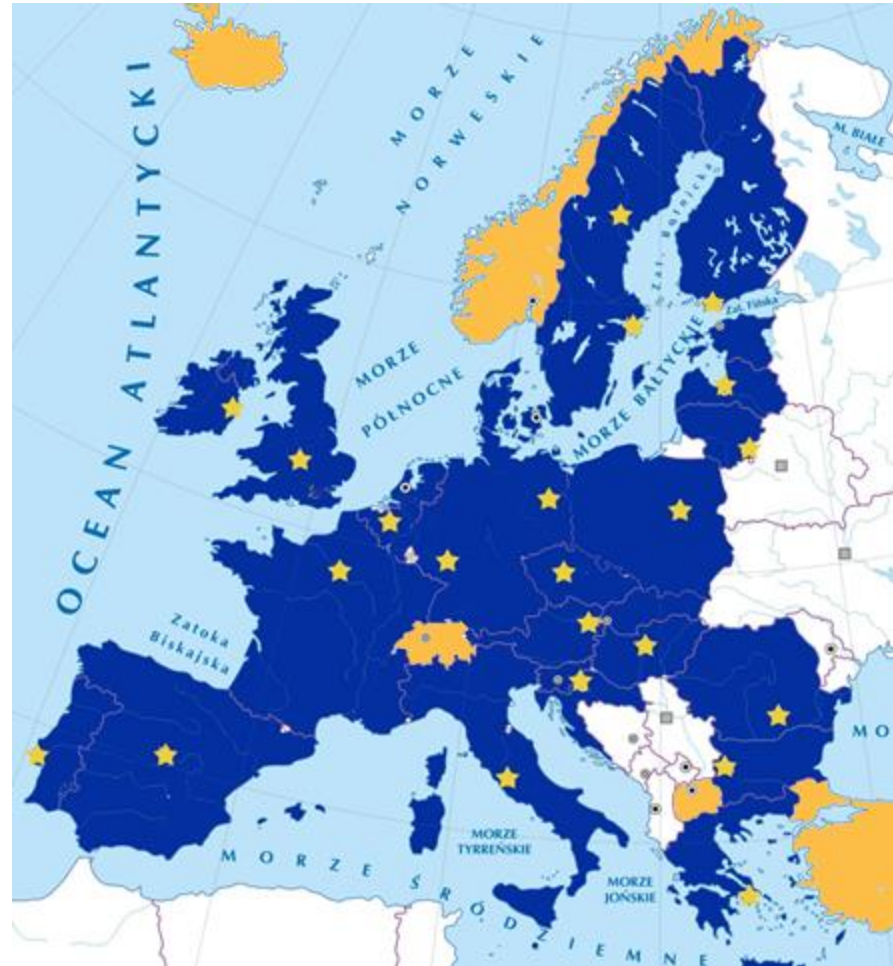 OCEAN ATLANTYCKI
MORZE
NORWESKIE
M. BIAŁE
Zat. Botnicka
Zat. Fińska
MORZE BAŁTYCKIE
MORZE
PÓŁNOCNE
Zatoka
Biskajska
MO
MORZE
TYRREŃSKIE
MORZE
JOŃSKIE
MORZE ŚRÓDZIEMNE